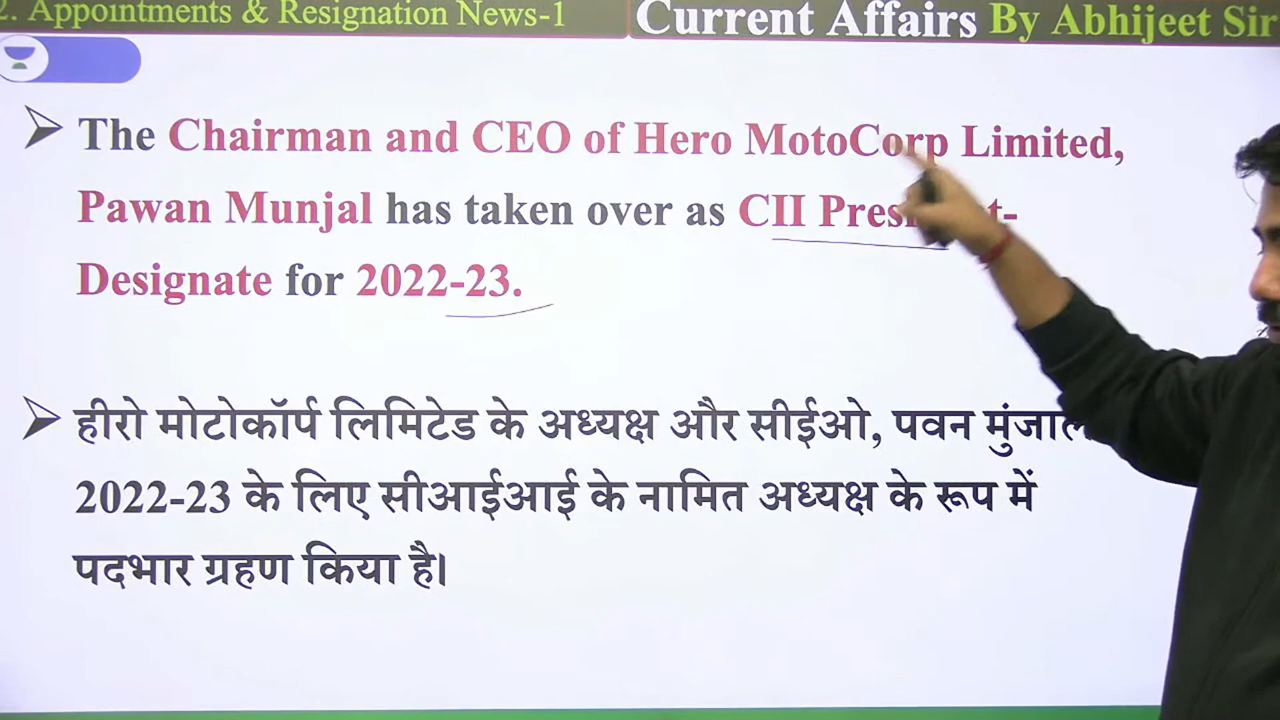 2. Appointments & Resignation News-1
Current Affairs By Abhijeet Sir
The Chairman and CEO of Hero MotoCorp Limited,
Pawan Munjal has taken over as CII
Designate for 2022-23.
हीरो मोटोकॉर्प लिमिटेड के अध्यक्ष और सीईओ, पवन
2022-23 के लिए सीआईआई के नामित अध्यक्ष के रूप में
पदभार ग्रहण किया है।